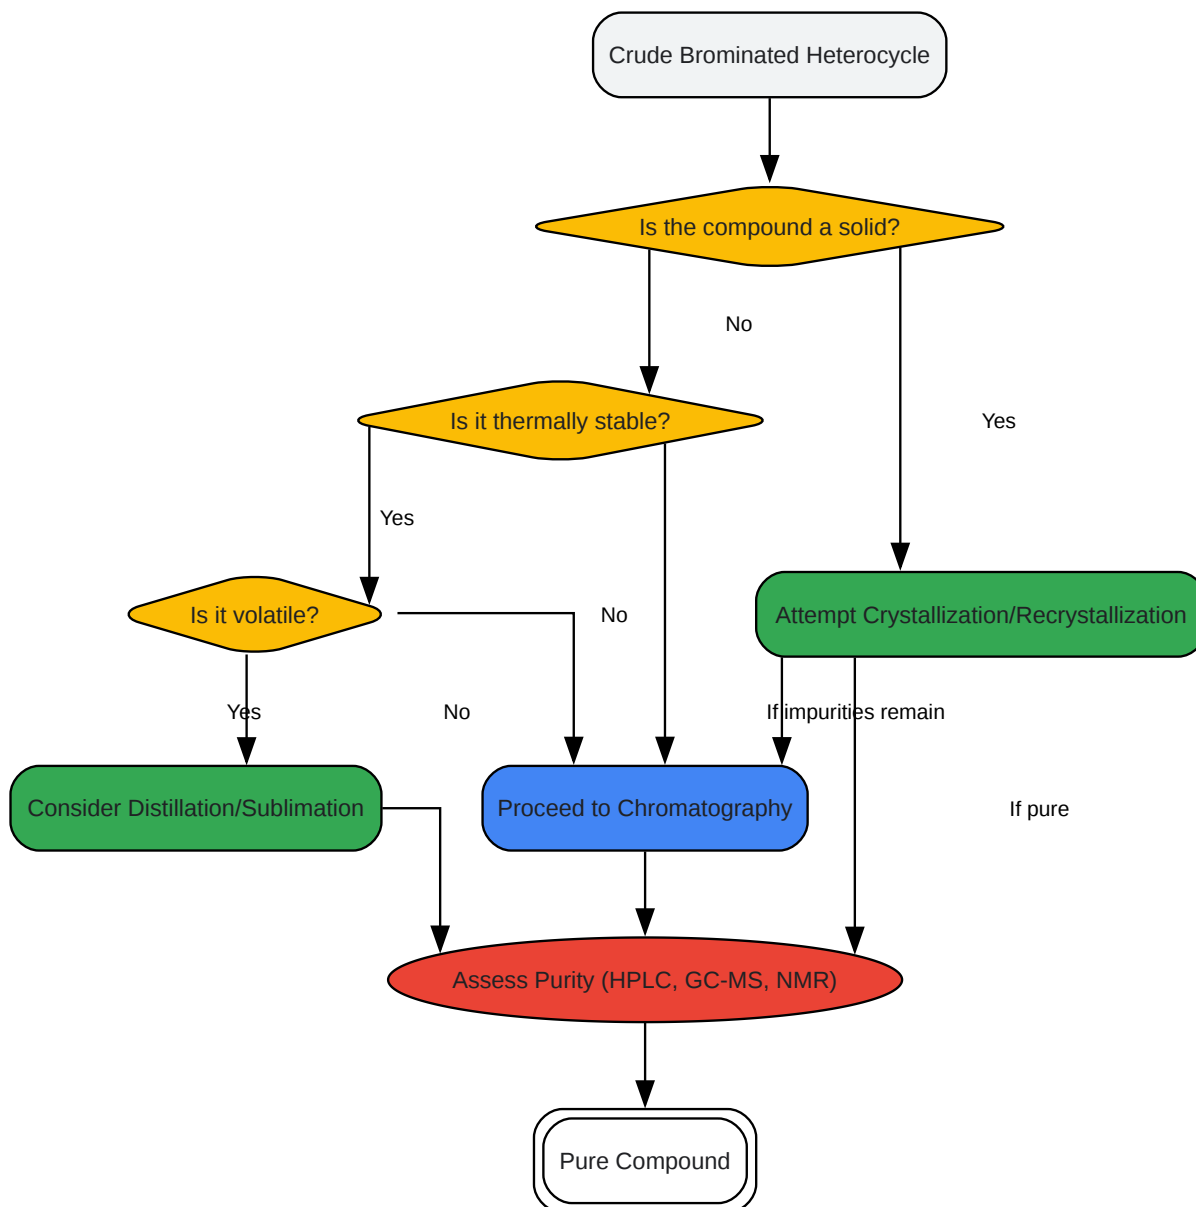 Crude Brominated Heterocycle
Is the compound a solid?
No
Is it thermally stable?
Yes
Yes
Is it volatile?
No
Attempt Crystallization/Recrystallization
Yes
No
If impurities remain
Consider Distillation/Sublimation
Proceed to Chromatography
If pure
Assess Purity (HPLC, GC-MS, NMR)
Pure Compound